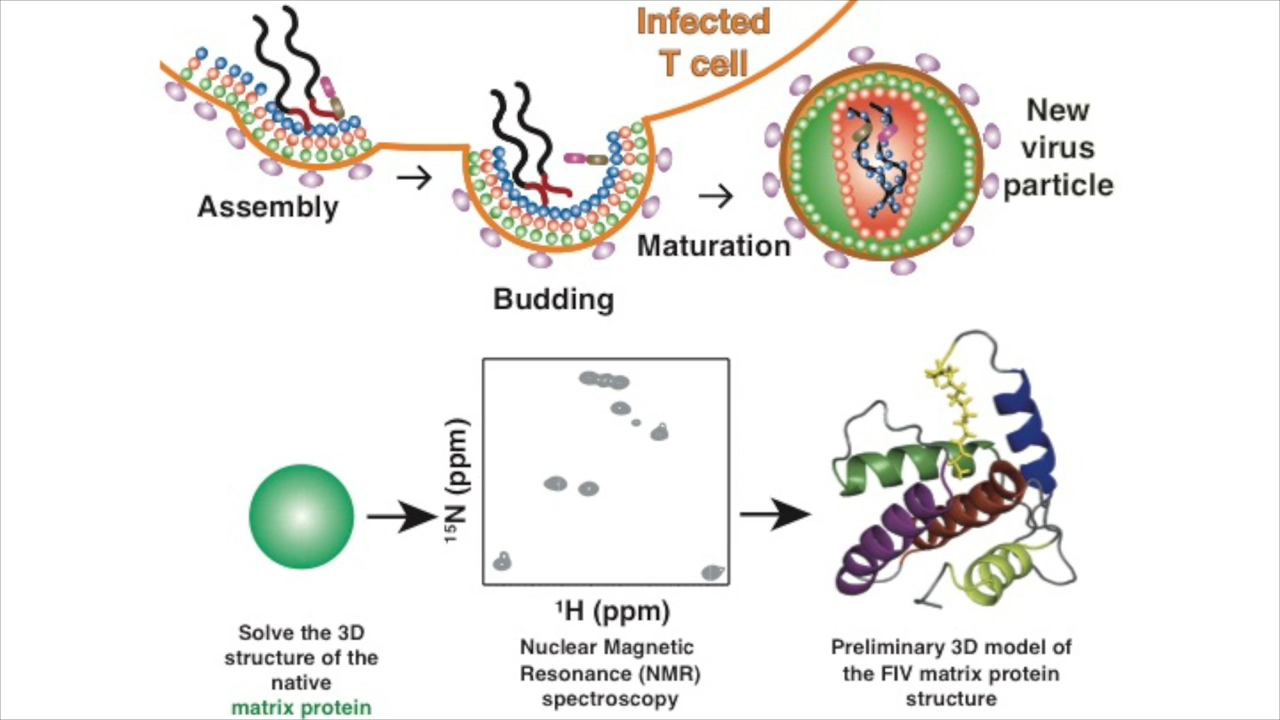 Infected
T cell
New
virus
particle
Assembly
Maturation
Budding
¹⁵N (ppm)
¹H (ppm)
Solve the 3D
structure of the
native
matrix protein
Nuclear Magnetic
Resonance (NMR)
spectroscopy
Preliminary 3D model of
the FIV matrix protein
structure